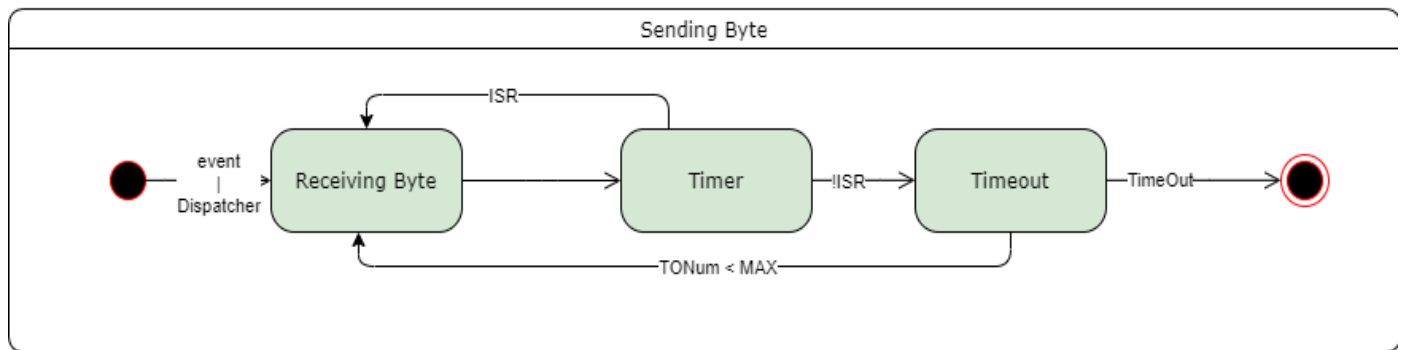 Sending Byte
ISR
event
|
Dispatcher
Receiving Byte
Timer
!ISR
Timeout
TimeOut
TONum < MAX